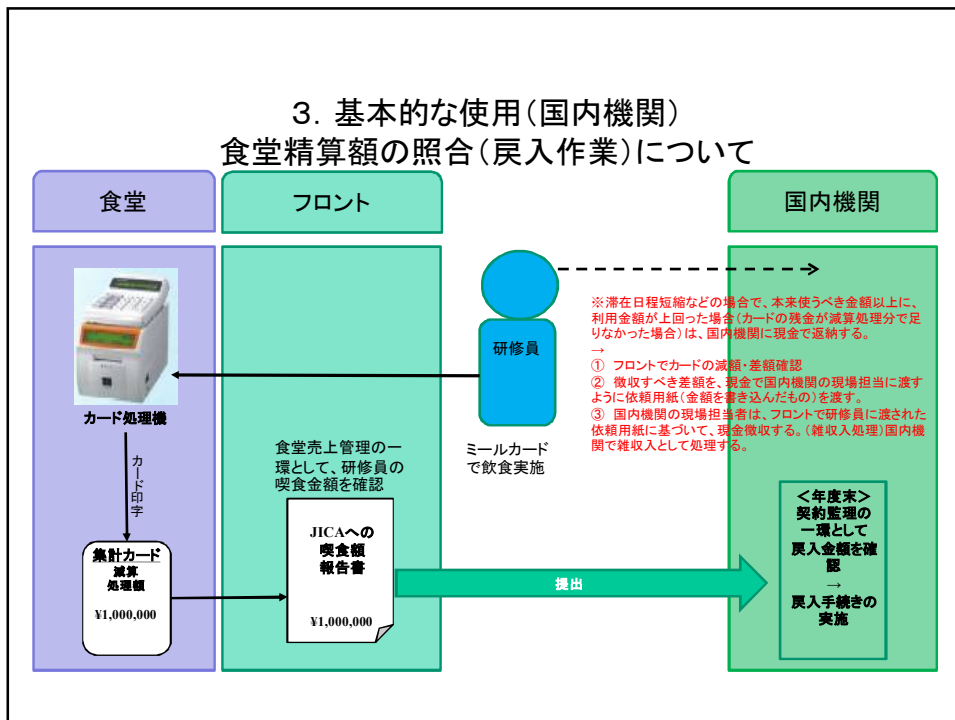 3．基本的な使用（国内機関）
食堂精算額の照合（戻入作業）について
食堂
フロント
国内機関
※滞在日程短縮などの場合で、本来使うべき金額以上に、
利用金額が上回った場合（カードの残金が減算処理分で足
りなかった場合）は、国内機関に現金で返納する。
→
① フロントでカードの減額・差額確認
② 徴収すべき差額を、現金で国内機関の現場担当に渡す
ように依頼用紙（金額を書き込んだもの）を渡す。
③ 国内機関の現場担当者は、フロントで研修員に渡された
依頼用紙に基づいて、現金徴収する。（雑収入処理）国内機
関で雑収入として処理する。
研修員
カード処理機
ミールカード
で飲食実施
食堂売上管理の一
環として、研修員の
喫食金額を確認
カード印字
集計カード
減算
処理額
¥1,000,000
JICAへの
喫食額
報告書
¥1,000,000
提出
＜年度末＞
契約監理の
一環として
戻入金額を確
認
→
戻入手続きの
実施